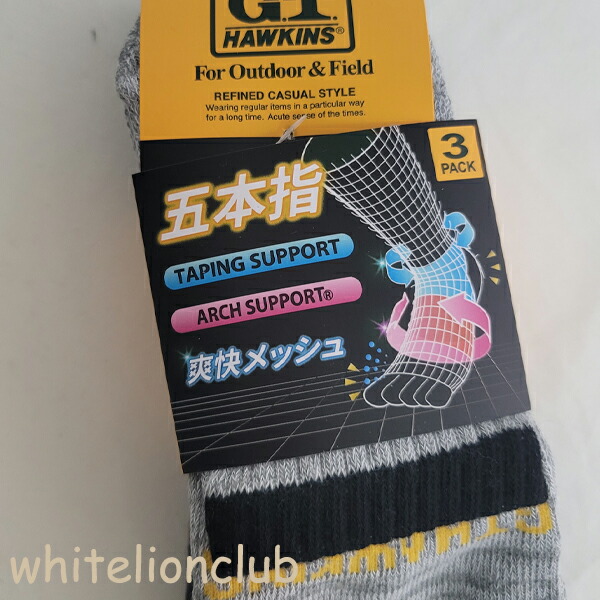 G.T.
HAWKINS®
For Outdoor & Field
REFINED CASUAL STYLE
Wearing regular items in a particular way
for a long time. Acute sense of the times.
3
PACK
五本指
TAPING SUPPORT
ARCH SUPPORT®
爽快メッシュ
whitelionclub